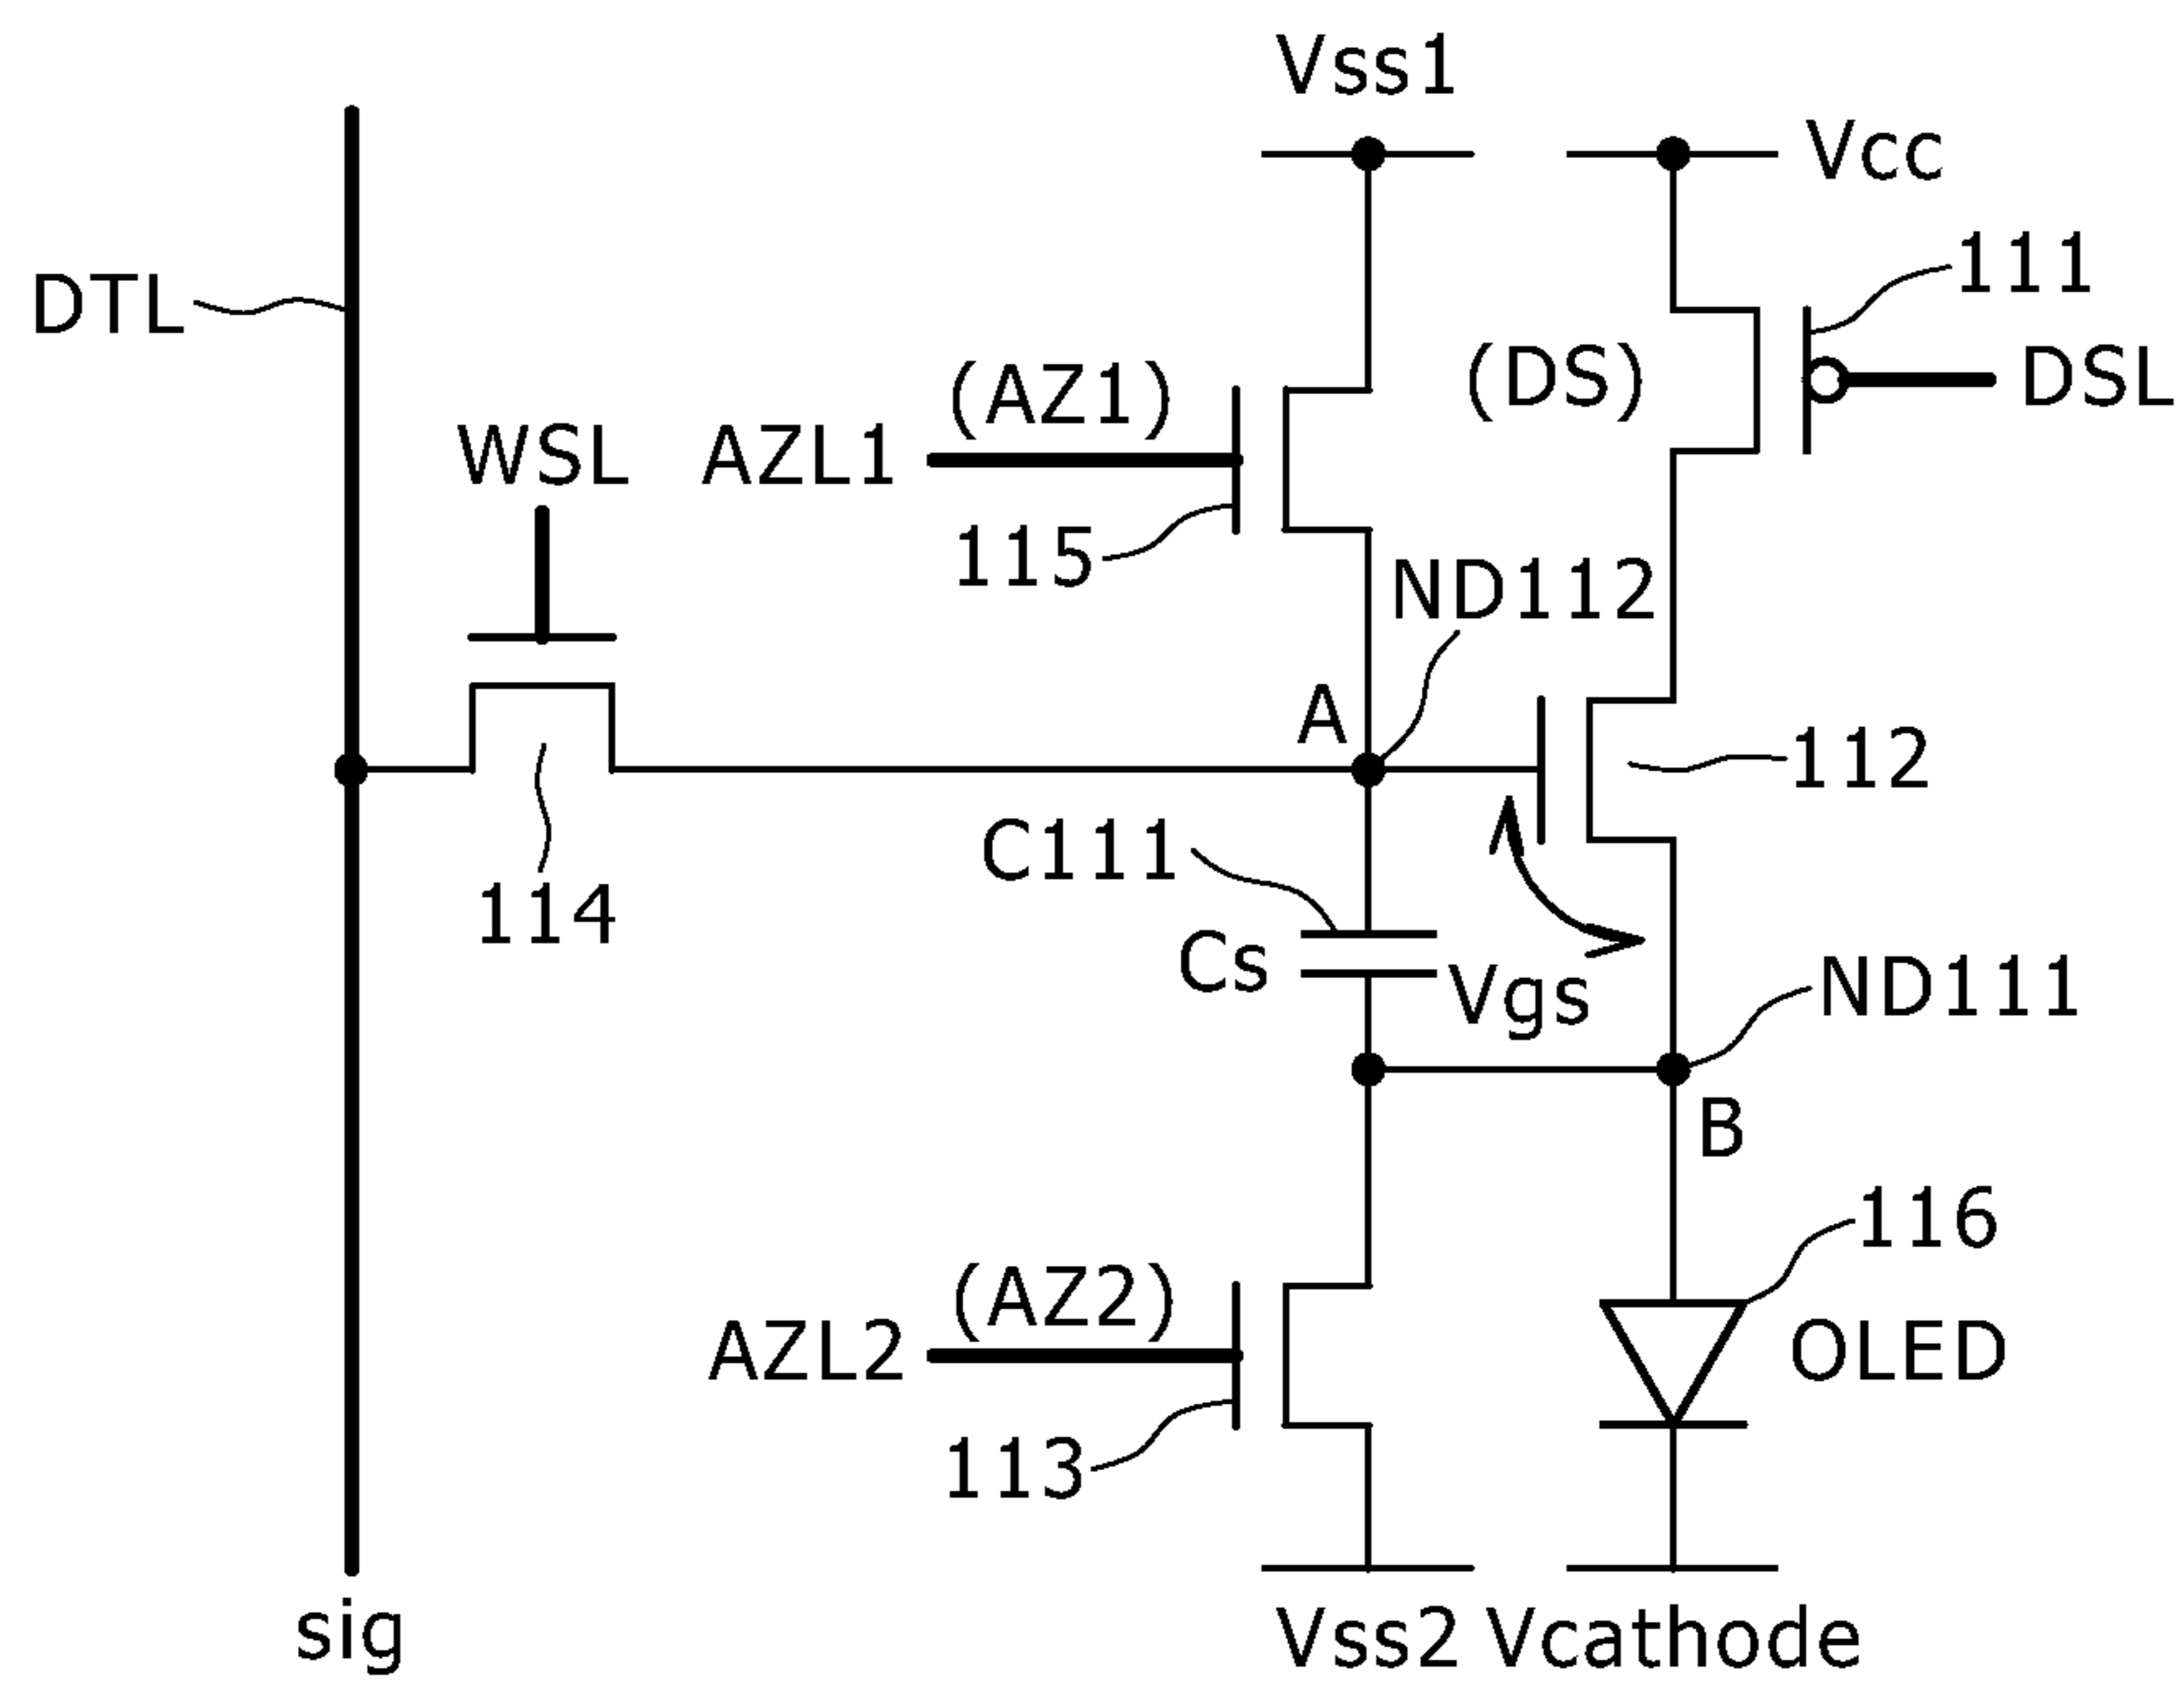 Vss1
Vcc
111
DTL
(DS)
DSL
(AZ1)
WSL
AZL1
115
ND112
A
112
C111
114
Cs
Vgs
ND111
B
116
(AZ2)
AZL2
OLED
113
sig
Vss2
Vcathode